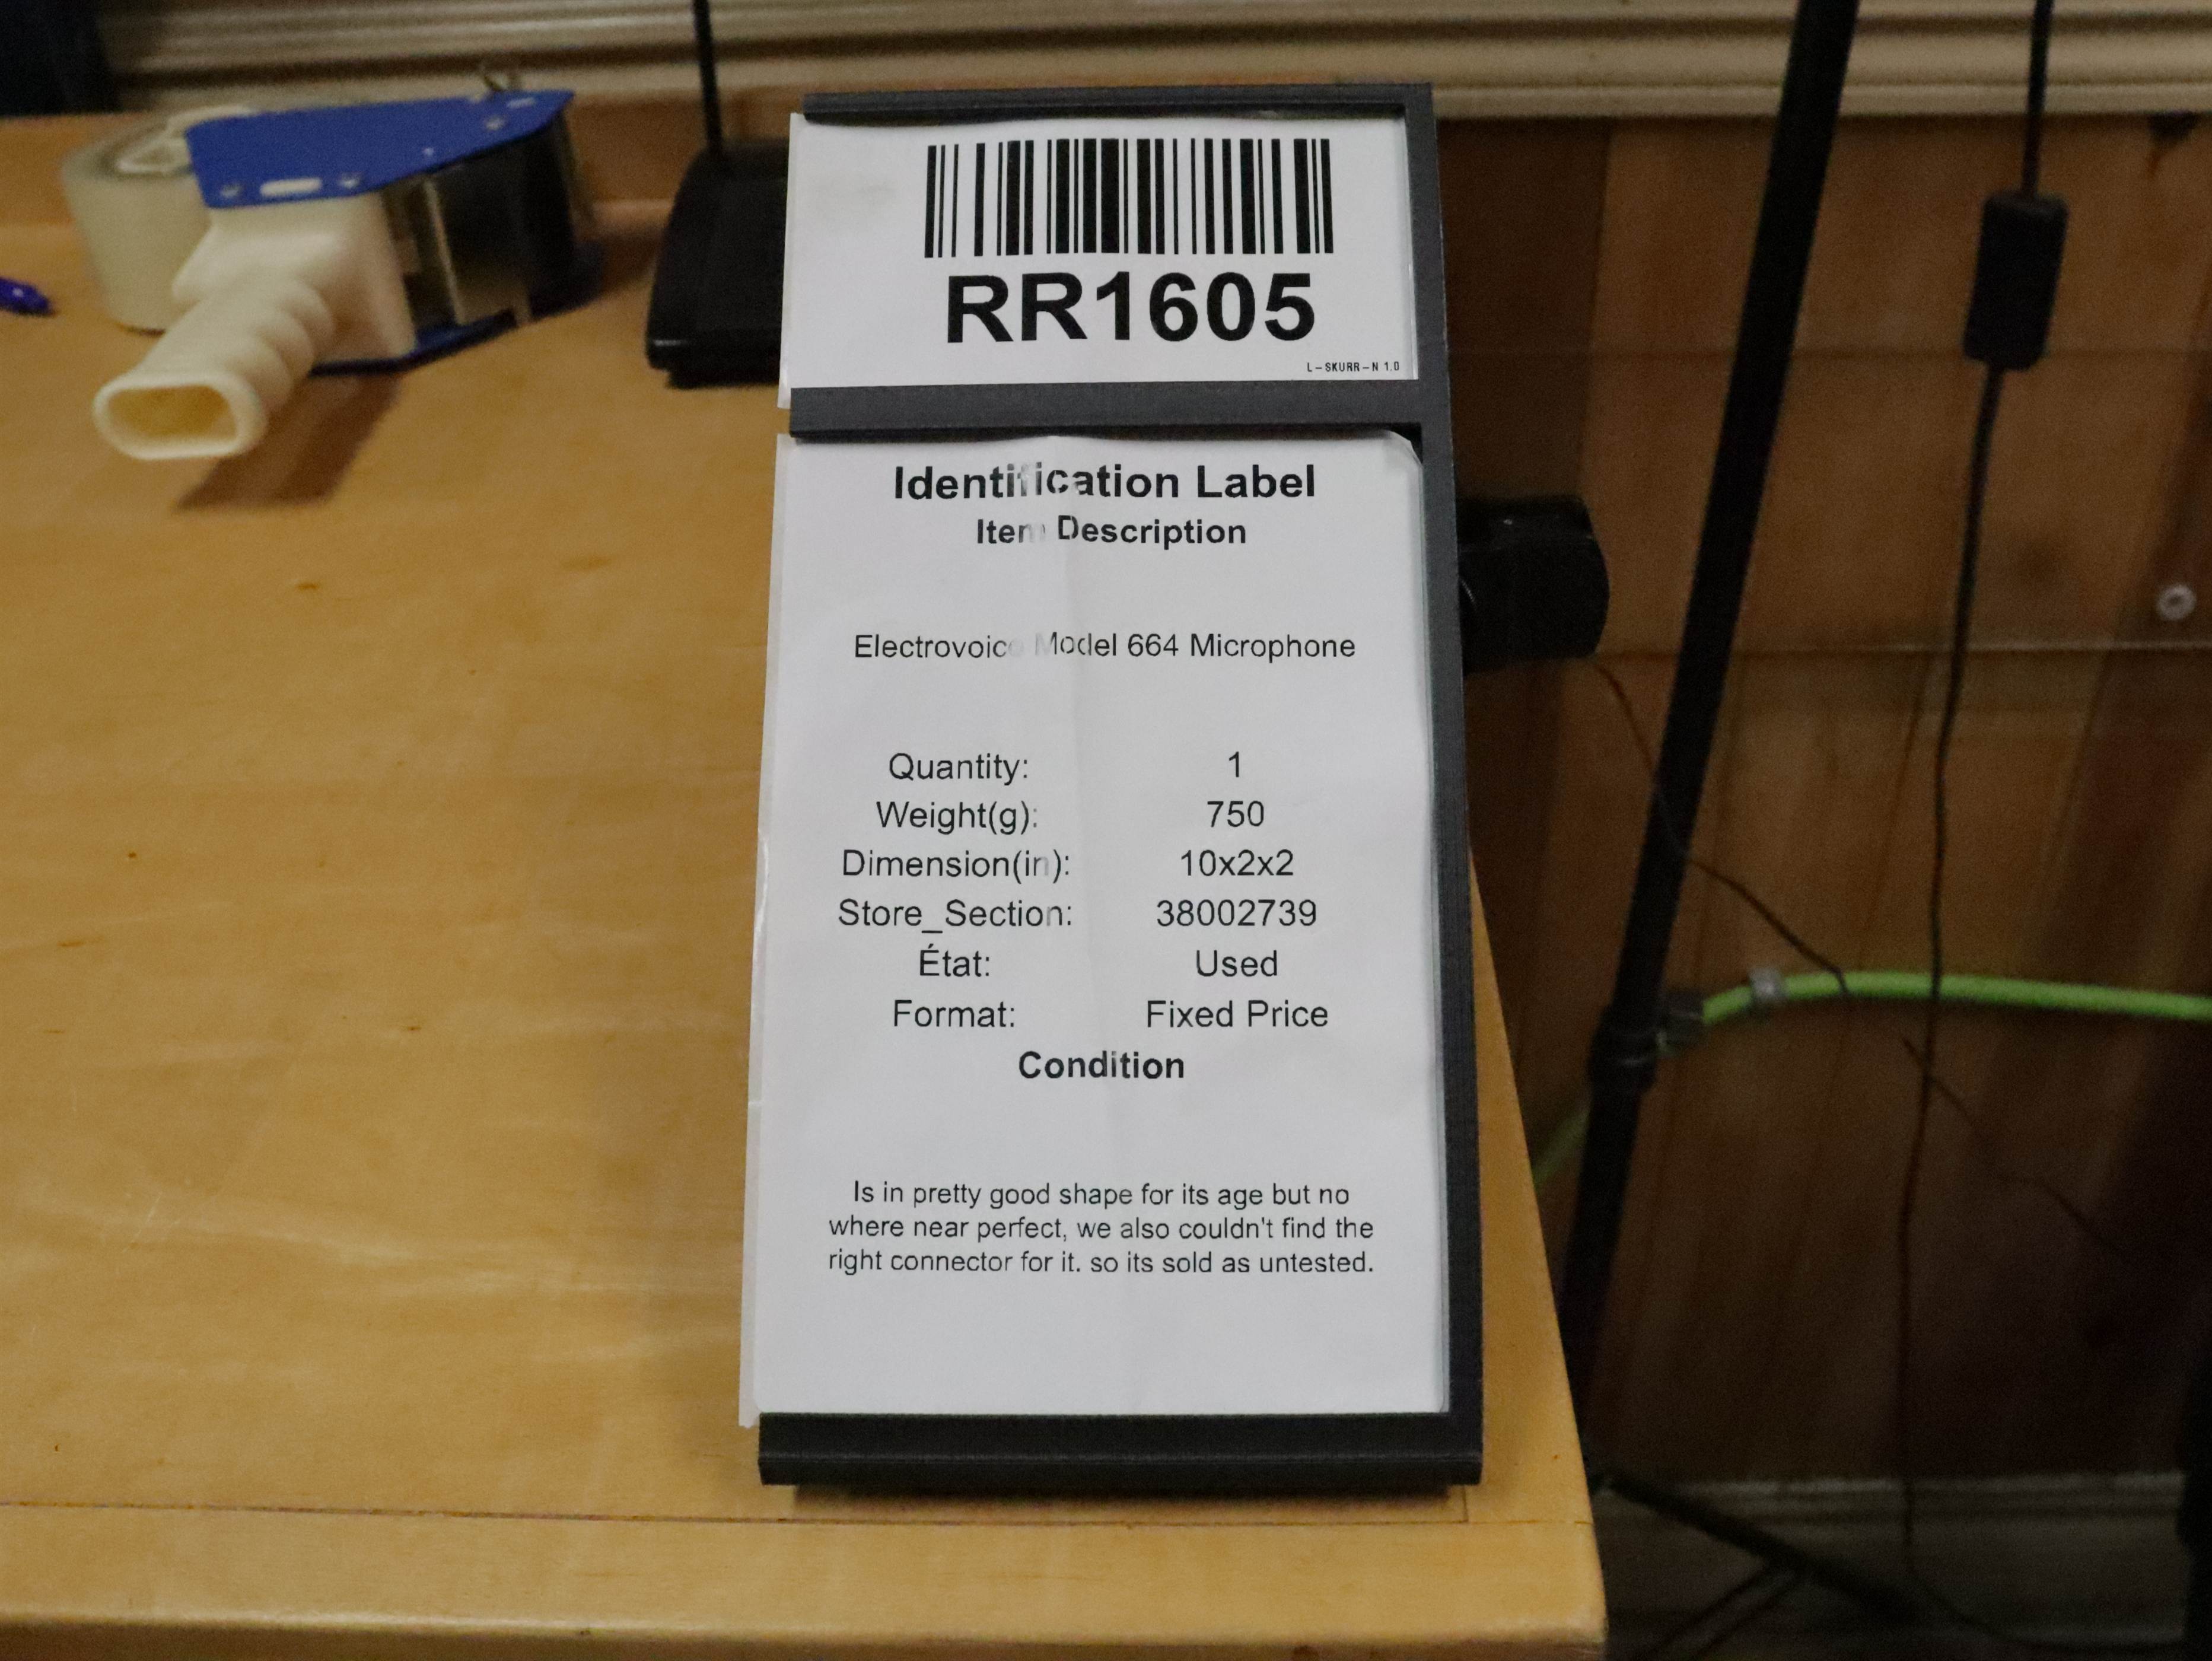 RR1605
L-SKURR-N 1.0
Identification Label
Item Description
Electrovoice Model 664 Microphone
Quantity: 1
Weight(g): 750
Dimension(in): 10x2x2
Store_Section: 38002739
État: Used
Format: Fixed Price
Condition
Is in pretty good shape for its age but no
where near perfect, we also couldn't find the
right connector for it. so its sold as untested.